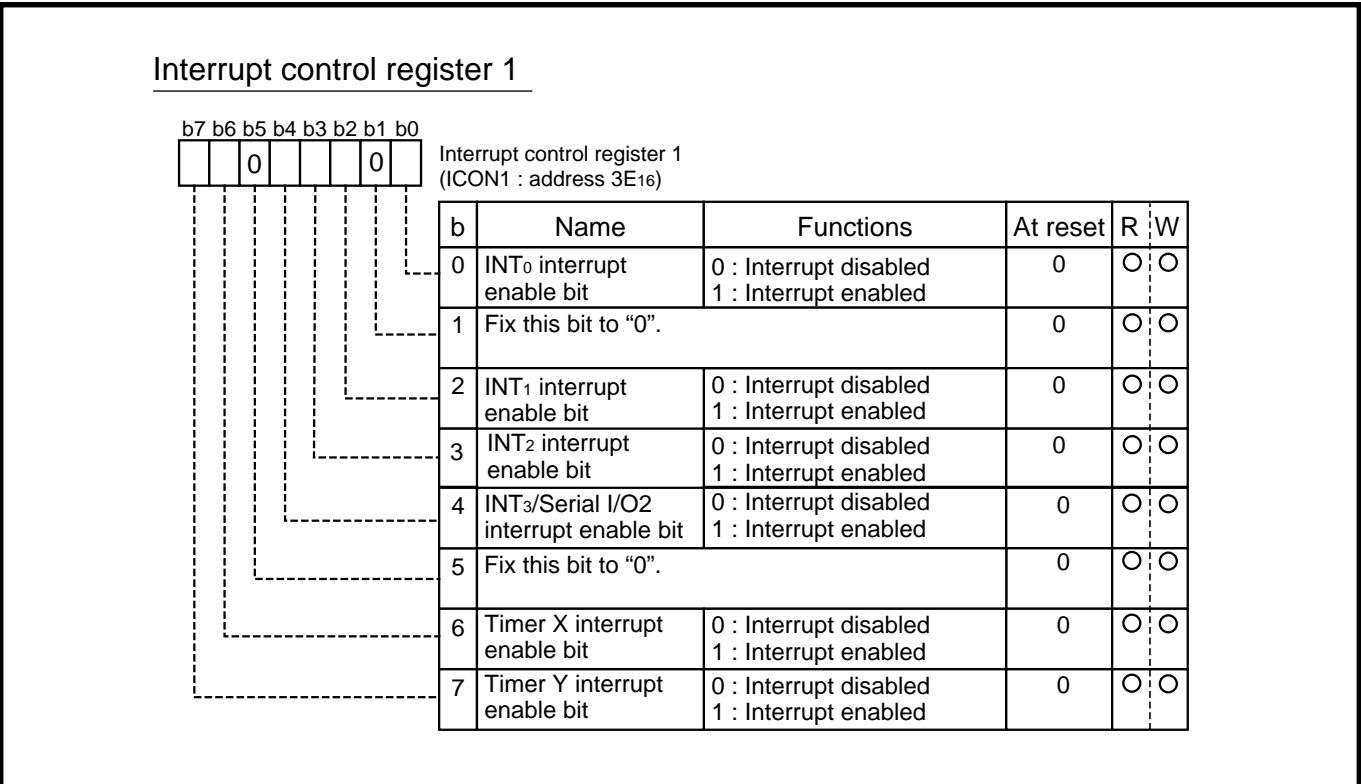 Interrupt control register 1
b7 b6 b5 b4 b3 b2 b1 b0
0 0
Interrupt control register 1
(ICON1 : address 3E16)
b Name Functions At reset R W
0 INT0 interrupt enable bit 0 : Interrupt disabled 0 ○ ○
1 : Interrupt enabled
1 Fix this bit to “0”. 0 ○ ○
2 INT1 interrupt enable bit 0 : Interrupt disabled 0 ○ ○
1 : Interrupt enabled
3 INT2 interrupt enable bit 0 : Interrupt disabled 0 ○ ○
1 : Interrupt enabled
4 INT3/Serial I/O2 interrupt enable bit 0 : Interrupt disabled 0 ○ ○
1 : Interrupt enabled
5 Fix this bit to “0”. 0 ○ ○
6 Timer X interrupt enable bit 0 : Interrupt disabled 0 ○ ○
1 : Interrupt enabled
7 Timer Y interrupt enable bit 0 : Interrupt disabled 0 ○ ○
1 : Interrupt enabled